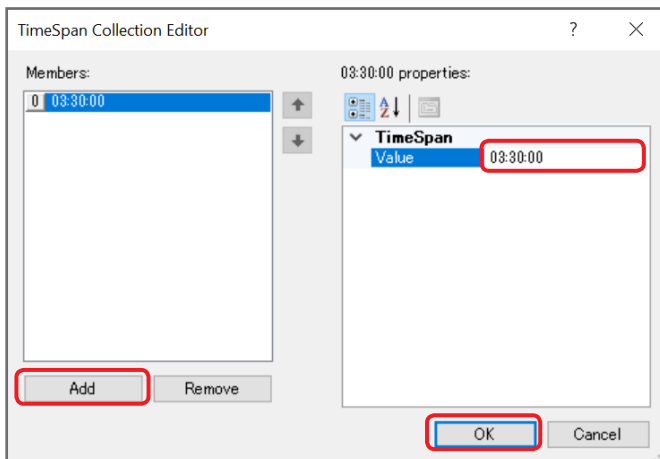 TimeSpan Collection Editor
?
Members:
0 03:30:00
Add
Remove
03:30:00 properties:
A
Z
TimeSpan
Value 03:30:00
OK
Cancel